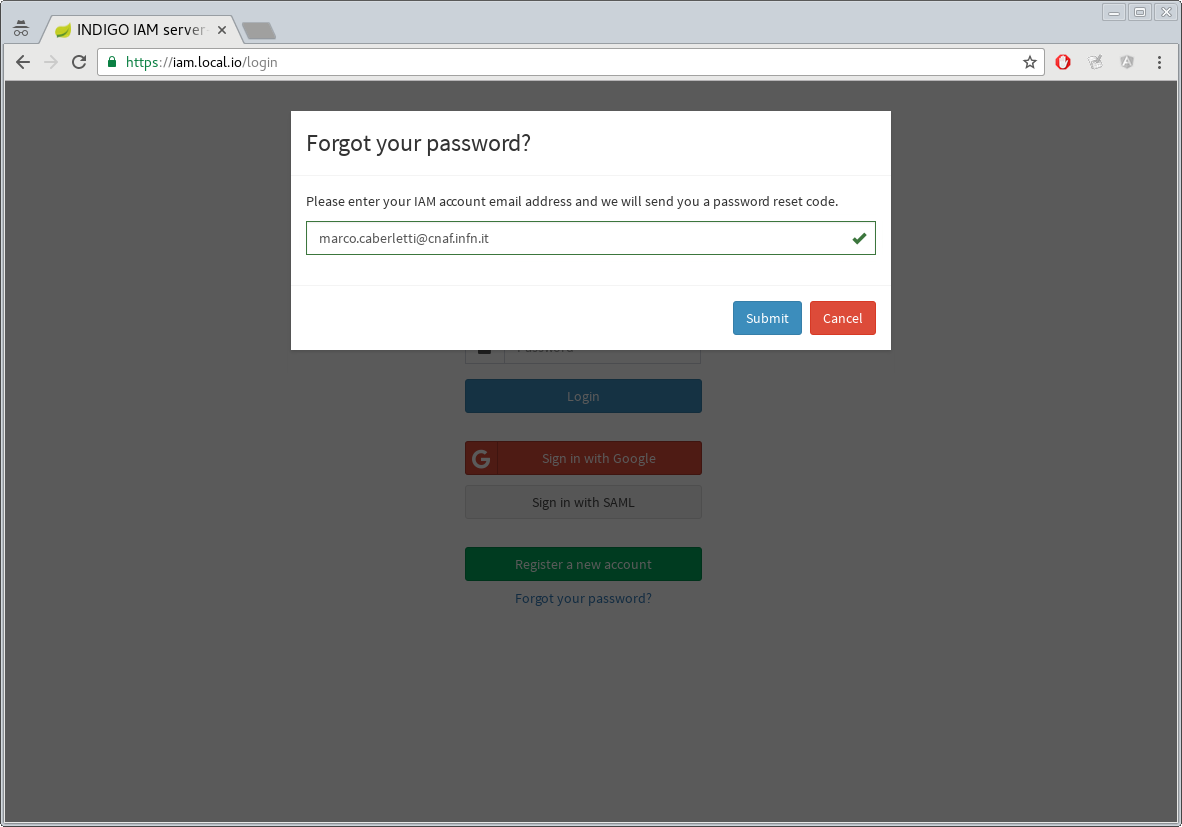 INDIGO IAM server
https://iam.local.io/login
Forgot your password?
Please enter your IAM account email address and we will send you a password reset code.
marco.caberletti@cnaf.infn.it
Submit
Cancel
Login
Sign in with Google
Sign in with SAML
Register a new account
Forgot your password?